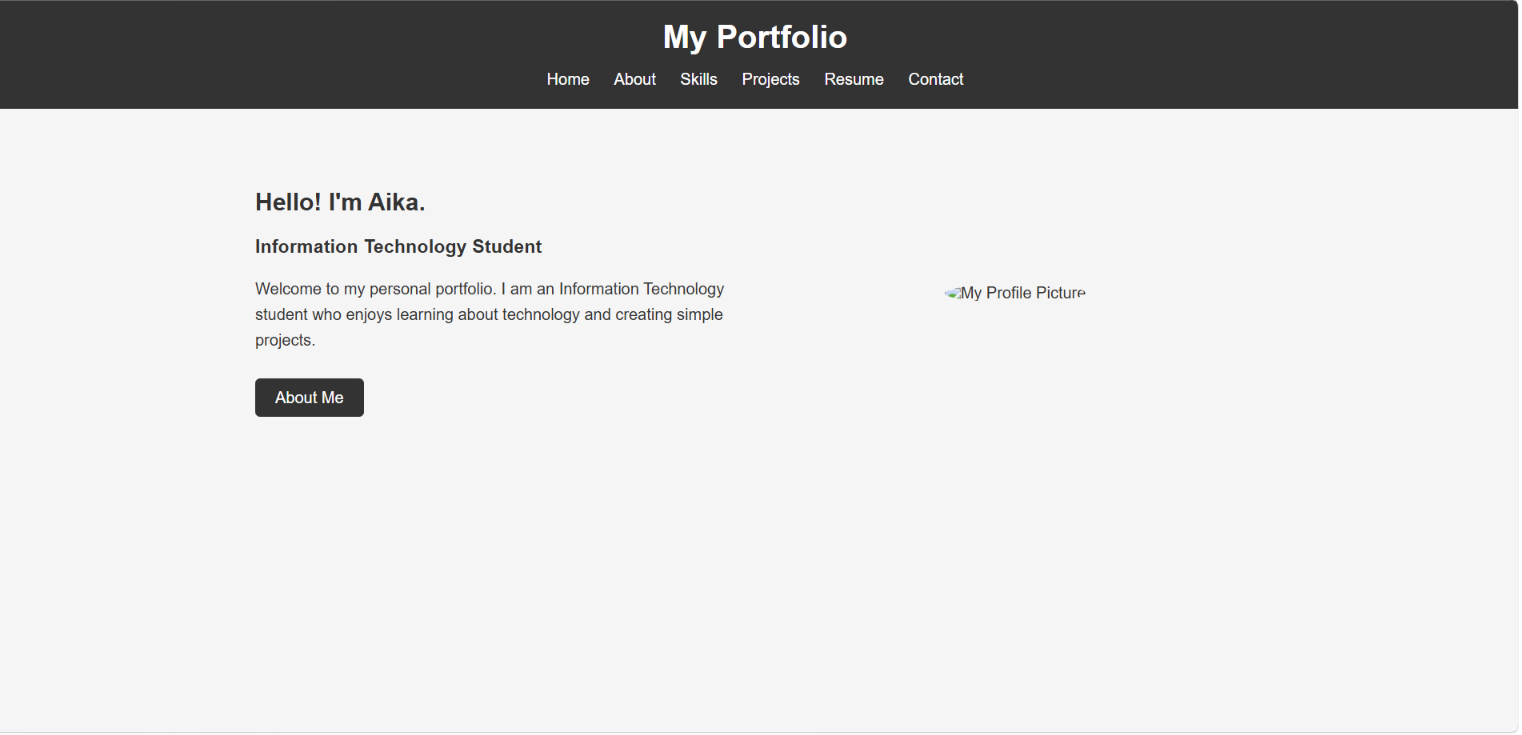 My Portfolio
Home About Skills Projects Resume Contact
Hello! I'm Aika.
Information Technology Student
Welcome to my personal portfolio. I am an Information Technology
student who enjoys learning about technology and creating simple
projects.
My Profile Picture
About Me